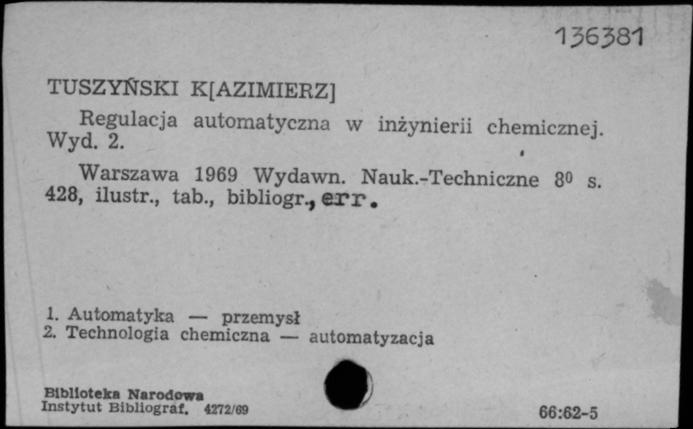 136381
TUSZYŃSKI K[AZIMIERZ]
Regulacja automatyczna w inżynierii chemicznej.
Wyd. 2.
Warszawa 1969 Wydawn. Nauk.-Techniczne 8⁰ s.
428, ilustr., tab., bibliogr., err.
1. Automatyka — przemysł
2. Technologia chemiczna — automatyzacja
Biblioteka Narodowa
Instytut Bibliograf. 4272/69
66:62-5